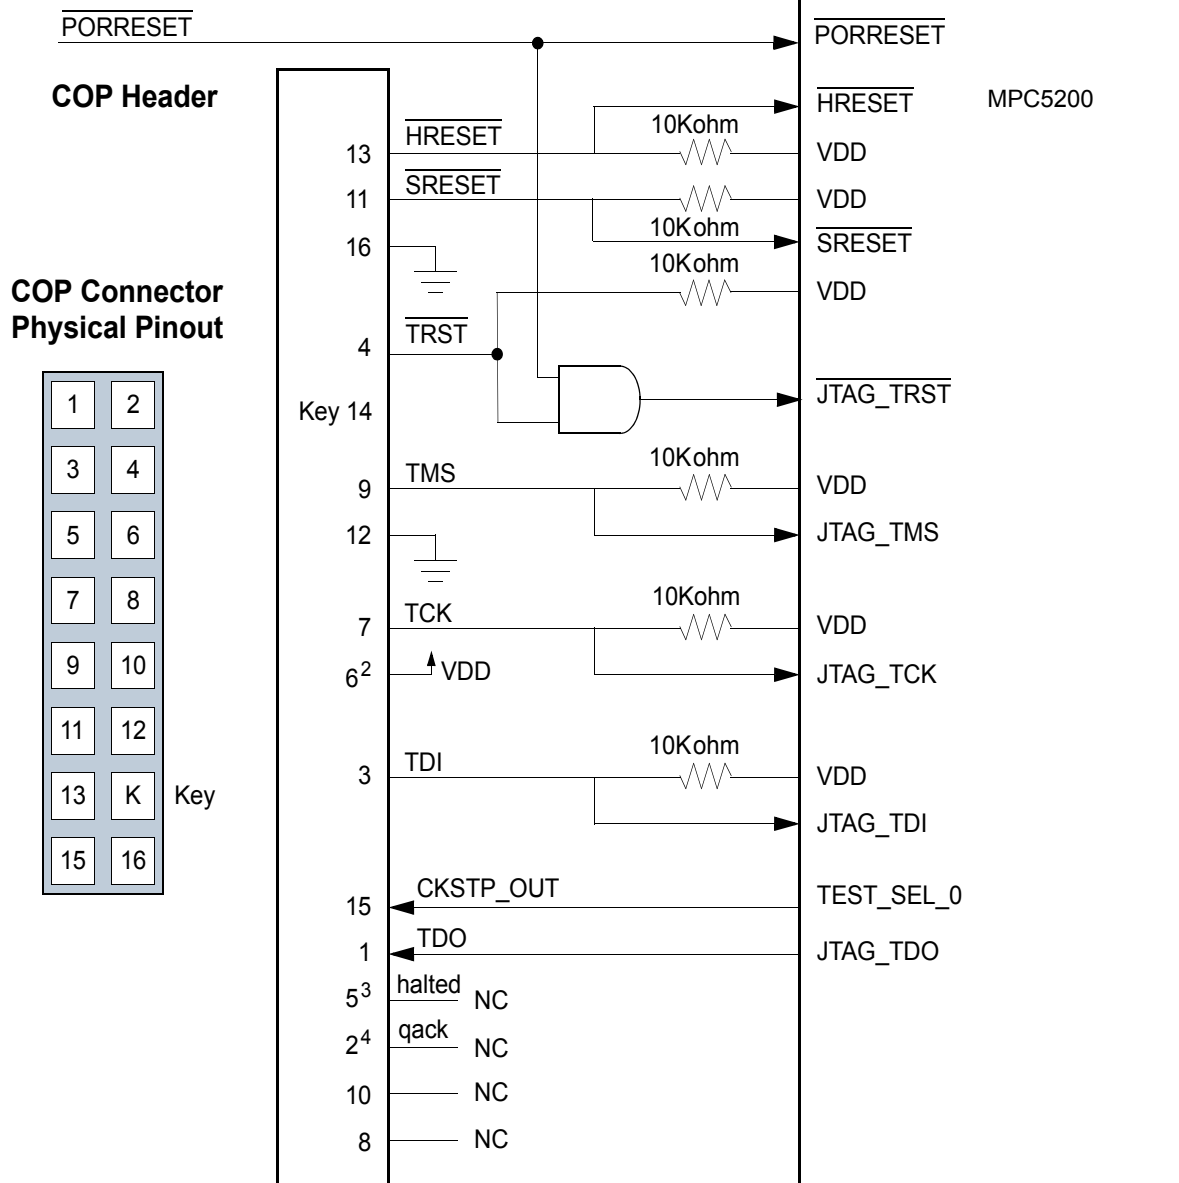 PORRESET
PORRESET
COP Header
HRESET
MPC5200
10Kohm
13
HRESET
VDD
11
SRESET
VDD
10Kohm
SRESET
16
10Kohm
VDD
COP Connector
Physical Pinout
4
TRST
Key 14
JTAG_TRST
1 2
3 4
5 6
7 8
9 10
11 12
13 K Key
15 16
10Kohm
9
TMS
VDD
12
JTAG_TMS
10Kohm
7
TCK
VDD
6²
VDD
JTAG_TCK
10Kohm
3
TDI
VDD
JTAG_TDI
15
CKSTP_OUT
TEST_SEL_0
1
TDO
JTAG_TDO
5³
halted
NC
2⁴
qack
NC
10
NC
8
NC